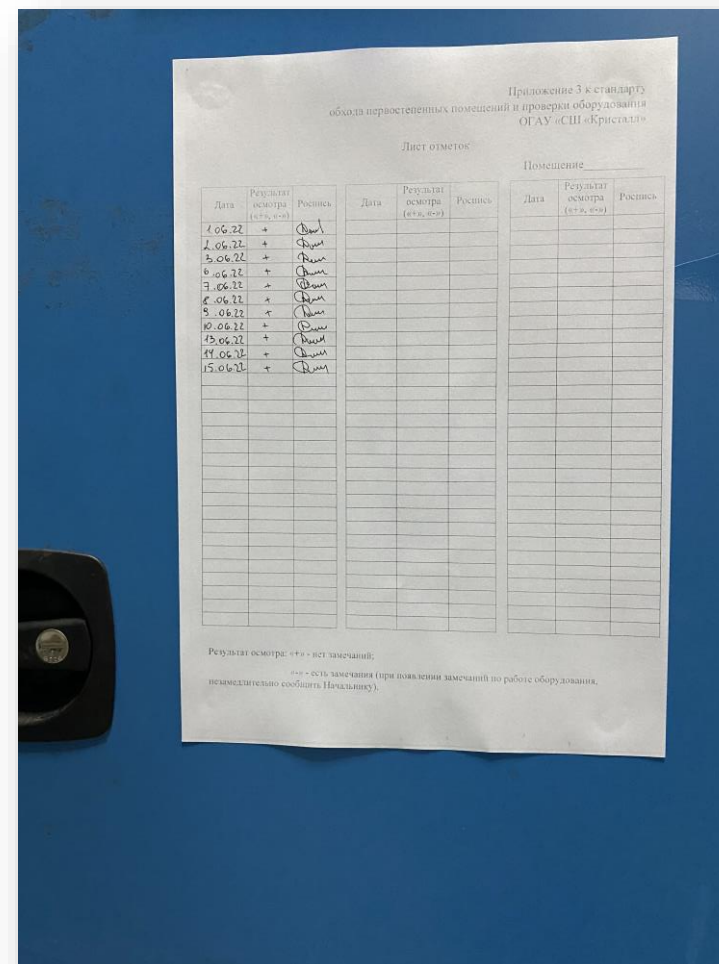 Приложение 3 к стандарту
обхода первостепенных помещений и проверки оборудования
ОГАУ «СШ «Кристалл»
Лист отметок
Помещение__________
Дата Результат осмотра («+», «-») Роспись Дата Результат осмотра («+», «-») Роспись Дата Результат осмотра («+», «-») Роспись
1.06.22 +
2.06.22 +
3.06.22 +
6.06.22 +
7.06.22 +
8.06.22 +
9.06.22 +
10.06.22 +
13.06.22 +
14.06.22 +
15.06.22 +
Результат осмотра: «+» - нет замечаний;
«-» - есть замечания (при появлении замечаний по работе оборудования,
незамедлительно сообщить Начальнику).